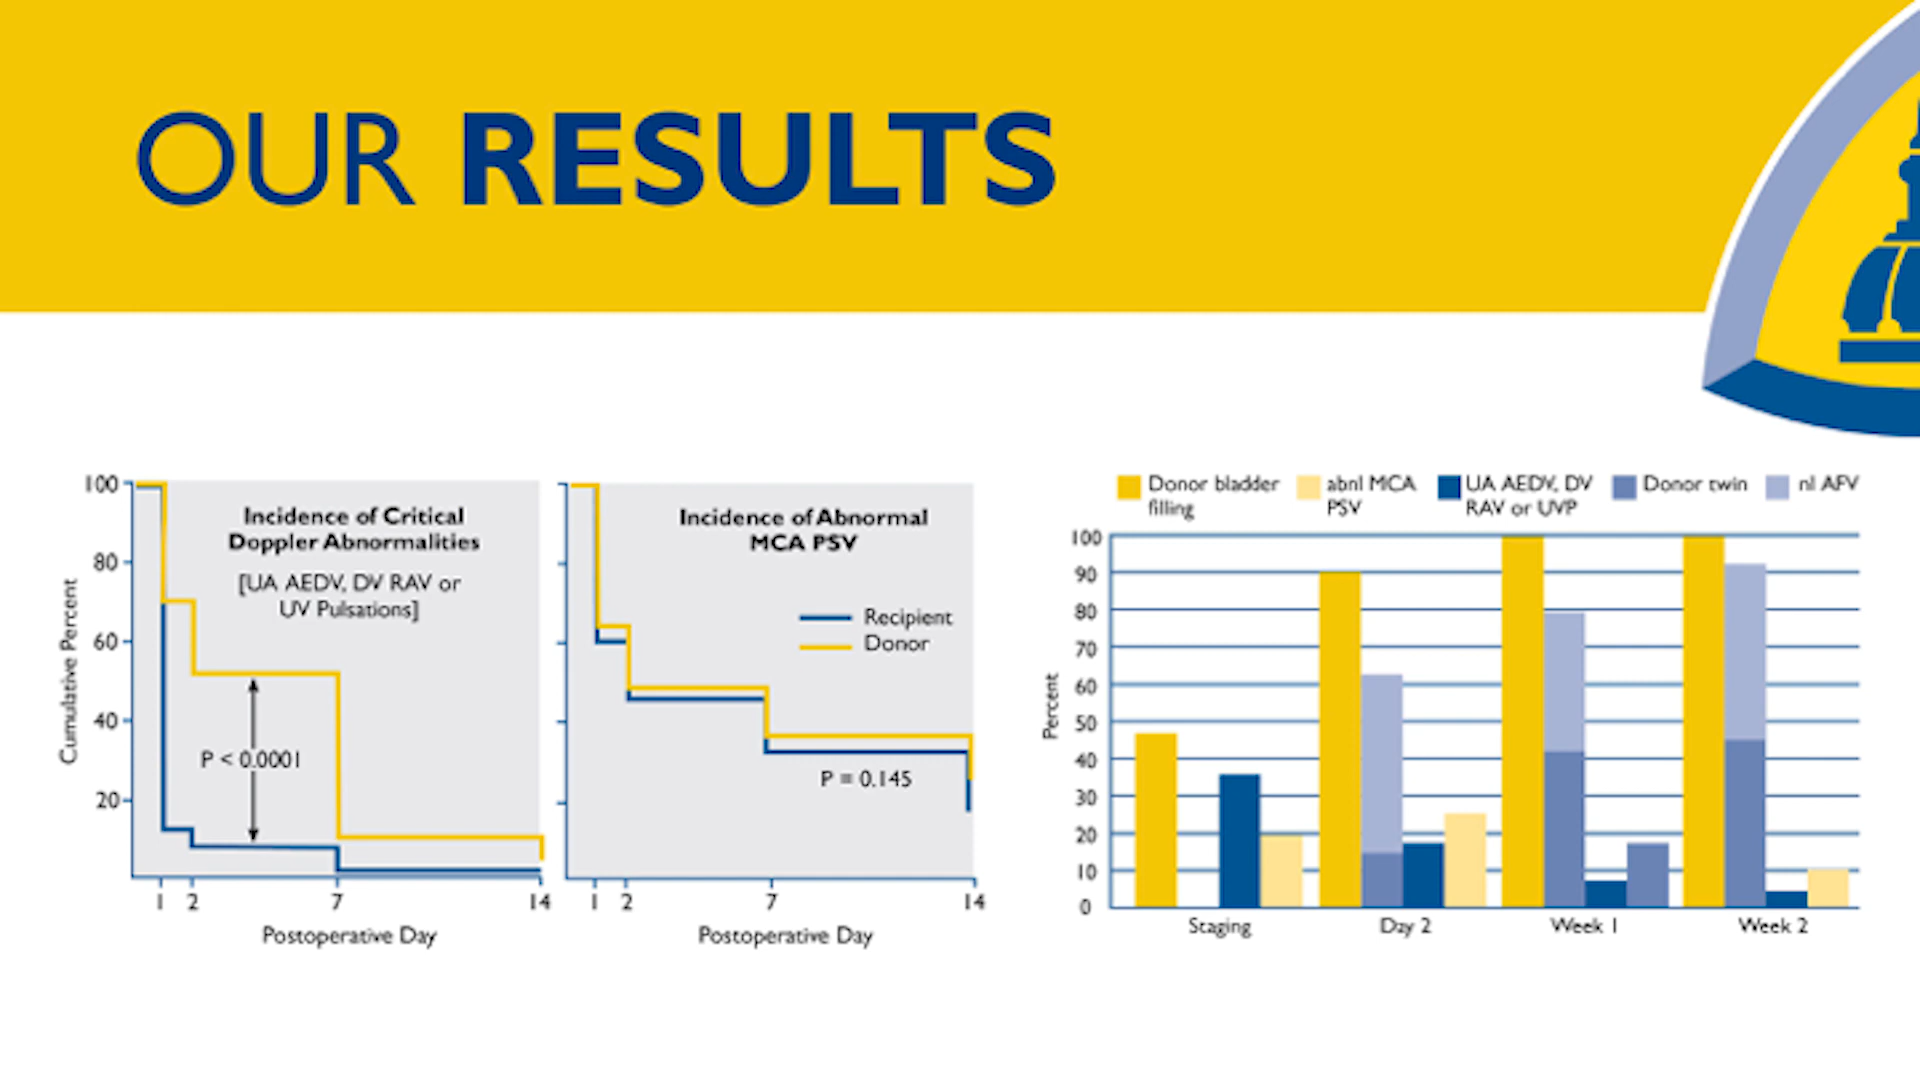 OUR RESULTS
100
80
60
40
20
Cumulative Percent
Incidence of Critical
Doppler Abnormalities
[UA AEDV, DV RAV or
UV Pulsations]
P < 0.0001
1 2 7 14
Postoperative Day
Incidence of Abnormal
MCA PSV
Recipient
Donor
P = 0.145
1 2 7 14
Postoperative Day
Donor bladder
filling
abnl MCA
PSV
UA AEDV, DV
RAV or UVP
Donor twin
nl AFV
100
90
80
70
60
50
40
30
20
10
0
Percent
Staging
Day 2
Week 1
Week 2